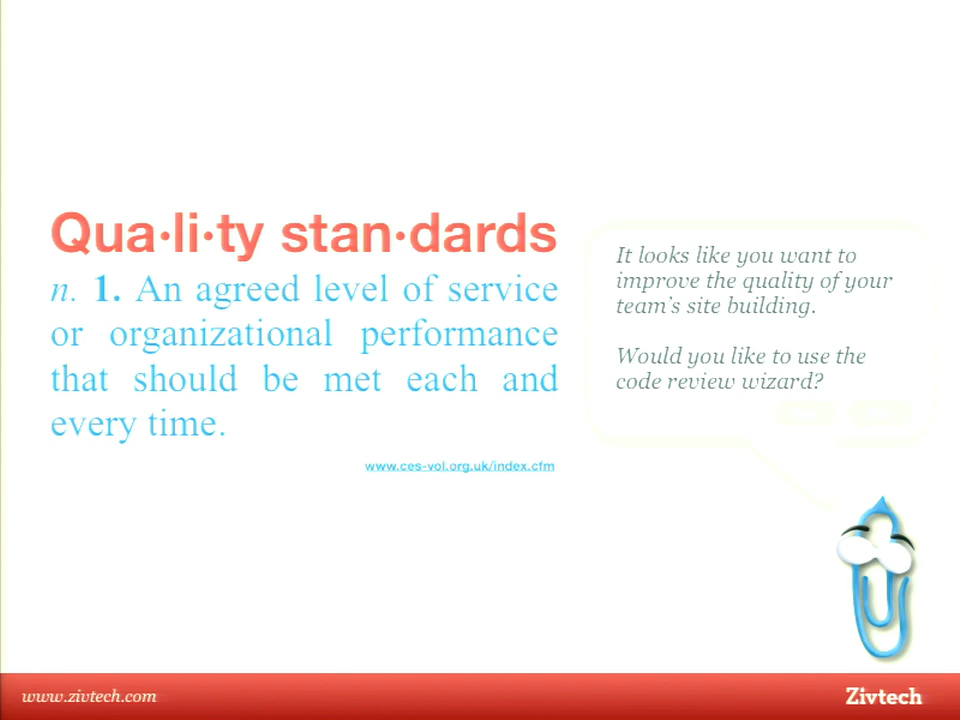 Qua·li·ty stan·dards
n. 1. An agreed level of service
or organizational performance
that should be met each and
every time.
www.ces-vol.org.uk/index.cfm
It looks like you want to
improve the quality of your
team's site building.
Would you like to use the
code review wizard?
www.zivtech.com
Zivtech